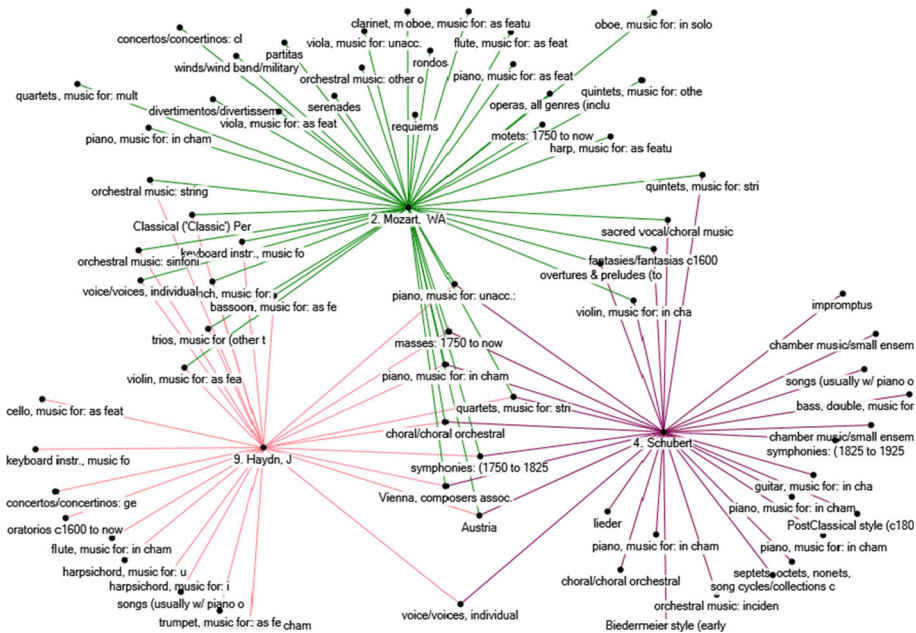 clarinet, m
oboe, music for: as featu
oboe, music for: in solo
concertos/concertinos: cl
viola, music for: unacc.
flute, music for: as feat
partitas
winds/wind band/military
rondos
orchestral music: other o
piano, music for: as feat
quartets, music for: mult
quintets, music for: othe
divertimentos/divertissem
serenades
operas, all genres (inclu
viola, music for: as feat
requiems
piano, music for: in cham
motets: 1750 to now
harp, music for: as featu
orchestral music: string
quintets, music for: stri
Classical ('Classic') Per
2. Mozart, WA
sacred vocal/choral music
orchestral music: sinfoni
keyboard instr., music fo
fantasies/fantasias c1600
overtures & preludes (to
voice/voices, individual
nch, music for:
piano, music for: unacc.:
bassoon, music for: as fe
violin, music for: in cha
impromptus
trios, music for (other t
masses: 1750 to now
chamber music/small ensem
violin, music for: as fea
piano, music for: in cham
songs (usually w/ piano o
cello, music for: as feat
quartets, music for: stri
bass, double, music for
choral/choral orchestral
4. Schubert
chamber music/small ensem
symphonies: (1825 to 1925
keyboard instr., music fo
9. Haydn, J
symphonies: (1750 to 1825
guitar, music for: in cha
concertos/concertinos: ge
Vienna, composers assoc.
piano, music for: in cham
oratorios c1600 to now
Austria
lieder
PostClassical style (c180
flute, music for: in cham
piano, music for: in cham
piano, music for: in cham
harpsichord, music for: u
choral/choral orchestral
septets, octets, nonets,
harpsichord, music for: i
song cycles/collections c
songs (usually w/ piano o
voice/voices, individual
orchestral music: inciden
trumpet, music for: as fe
cham
Biedermeier style (early